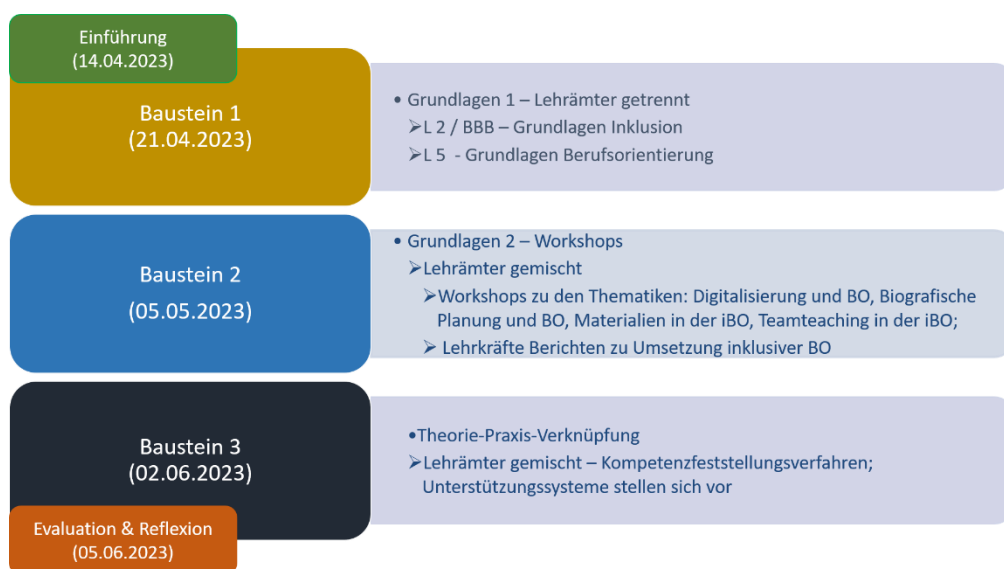 Einführung
(14.04.2023)
Baustein 1
(21.04.2023)
• Grundlagen 1 – Lehrämter getrennt
➢L 2 / BBB – Grundlagen Inklusion
➢L 5 - Grundlagen Berufsorientierung
Baustein 2
(05.05.2023)
• Grundlagen 2 – Workshops
➢Lehrämter gemischt
➢Workshops zu den Thematiken: Digitalisierung und BO, Biografische
Planung und BO, Materialien in der iBO, Teamteaching in der iBO;
➢ Lehrkräfte Berichten zu Umsetzung inklusiver BO
Baustein 3
(02.06.2023)
•Theorie-Praxis-Verknüpfung
➢Lehrämter gemischt – Kompetenzfeststellungsverfahren;
Unterstützungssysteme stellen sich vor
Evaluation & Reflexion
(05.06.2023)